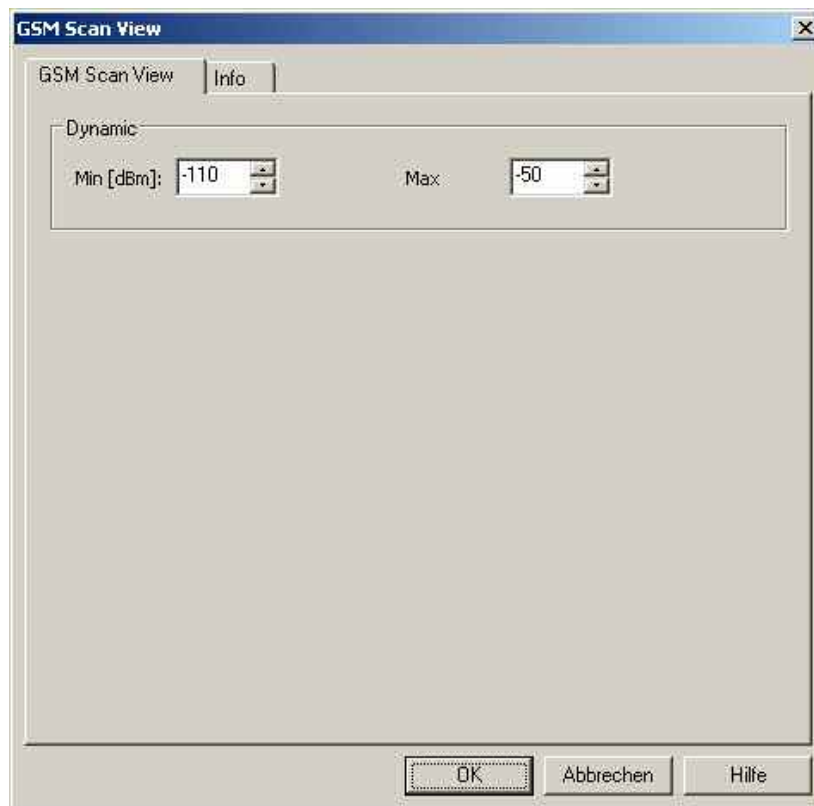 GSM Scan View
GSM Scan View Info
Dynamic
Min [dBm]: -110 Max -50
OK Abbrechen Hilfe